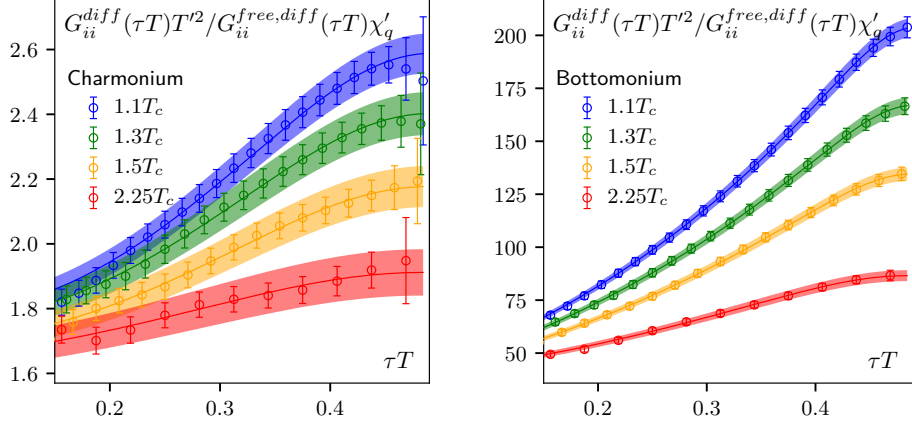 G_{ii}^{diff}(τT)T'^2/G_{ii}^{free,diff}(τT)χ'_q
2.6
2.4
2.2
2.0
1.8
1.6
Charmonium
1.1T_c
1.3T_c
1.5T_c
2.25T_c
τT
0.2
0.3
0.4
G_{ii}^{diff}(τT)T'^2/G_{ii}^{free,diff}(τT)χ'_q
200
175
150
125
100
75
50
Bottomonium
1.1T_c
1.3T_c
1.5T_c
2.25T_c
τT
0.2
0.3
0.4